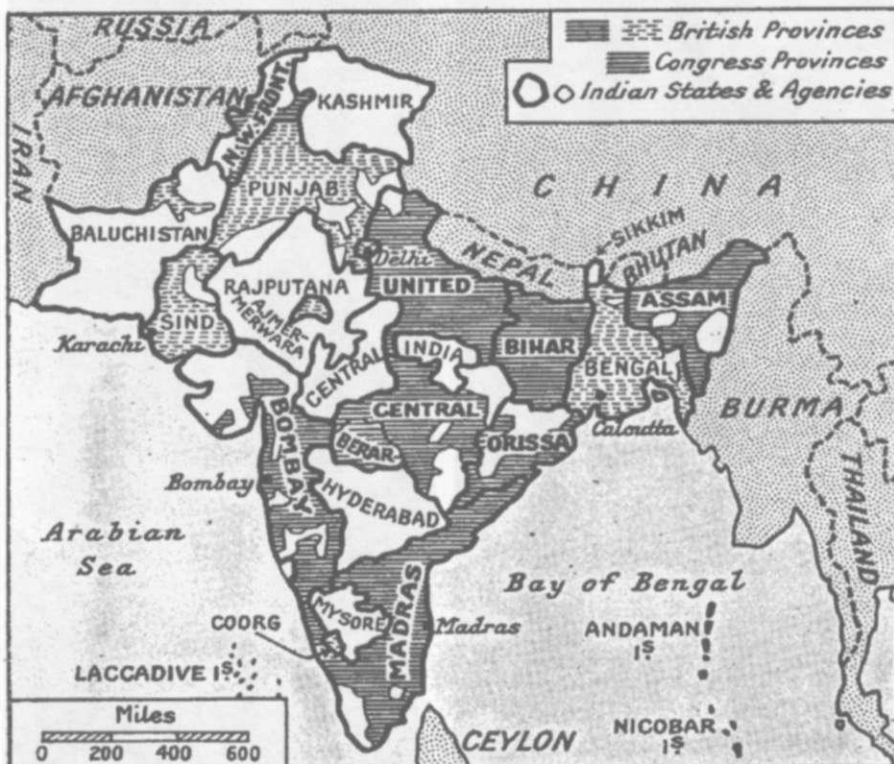 RUSSIA
British Provinces
Congress Provinces
Indian States & Agencies
AFGHANISTAN
N.W. FRONT.
KASHMIR
IRAN
PUNJAB
CHINA
BALUCHISTAN
SIKKIM
NEPAL
BHUTAN
Delhi
RAJPUTANA
UNITED
ASSAM
SIND
AJMER-
MERWARA
Karachi
CENTRAL
INDIA
BIHAR
BENGAL
BURMA
CENTRAL
BOMBAY
BERAR
ORISSA
Calcutta
Bombay
HYDERABAD
THAILAND
Arabian
Sea
Bay of Bengal
MYSORE
MADRAS
COORG
Madras
ANDAMAN
Is
LACCADIVE Is
Miles
0 200 400 600
NICOBAR
Is
CEYLON